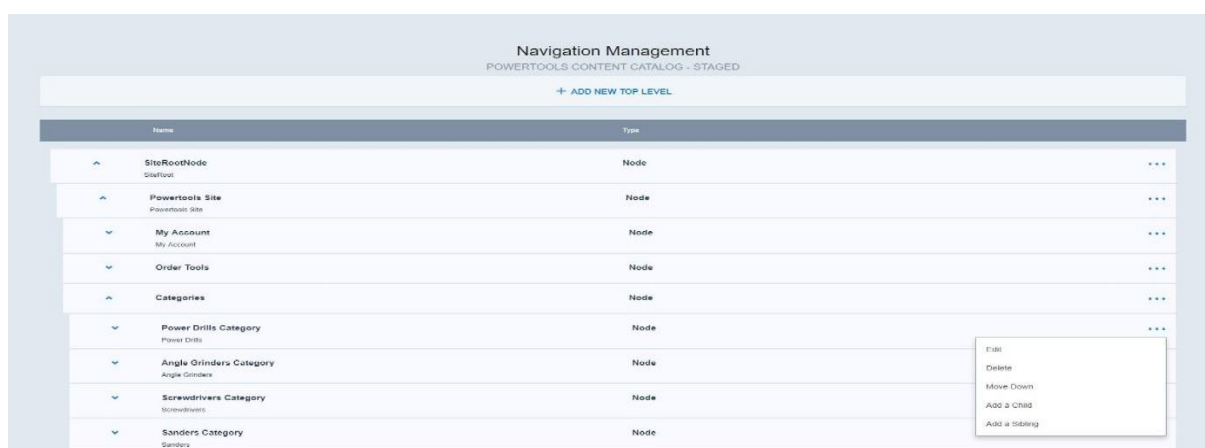 Navigation Management
POWERTOOLS CONTENT CATALOG - STAGED
+ ADD NEW TOP LEVEL
Name Type
SiteRootNode Node
SiteRoot
Powertools Site Node
Powertools Site
My Account Node
My Account
Order Tools Node
Categories Node
Power Drills Category Node
Power Drills
Edit
Angle Grinders Category Node
Angle Grinders
Delete
Move Down
Screwdrivers Category Node
Screwdrivers
Add a Child
Add a Sibling
Sanders Category Node
Sanders